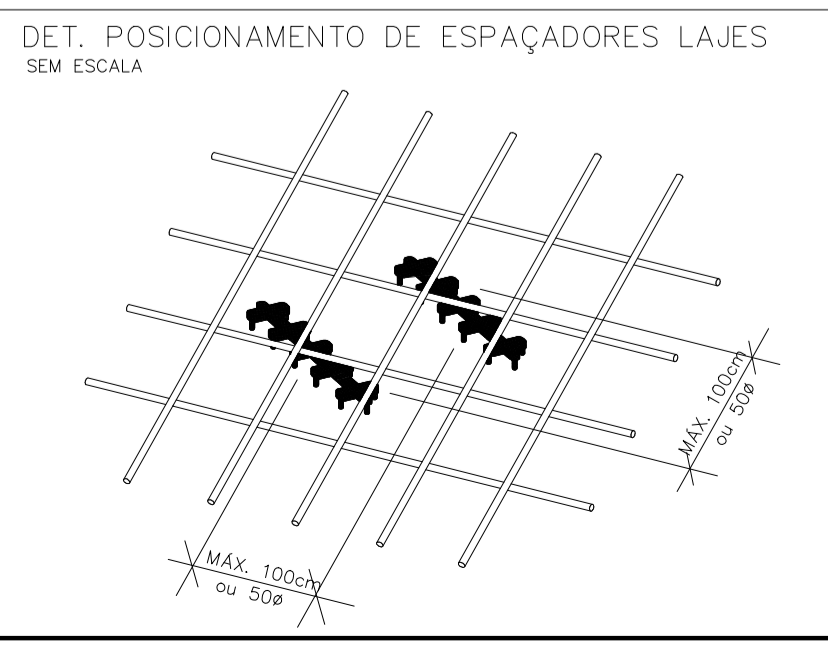 DET. POSICIONAMENTO DE ESPAÇADORES LAJES
SEM ESCALA
MÁX. 100cm
ou 50ø
MÁX. 100cm
ou 50ø